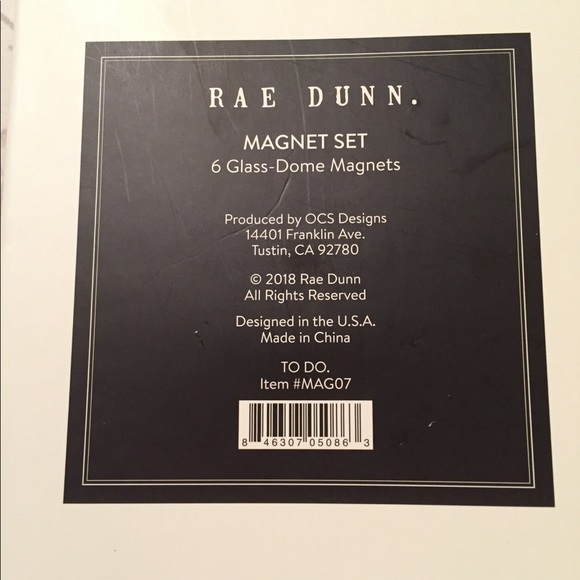 RAE DUNN.
MAGNET SET
6 Glass-Dome Magnets
Produced by OCS Designs
14401 Franklin Ave.
Tustin, CA 92780
© 2018 Rae Dunn
All Rights Reserved
Designed in the U.S.A.
Made in China
TO DO.
Item #MAG07
8 46307 05086 3